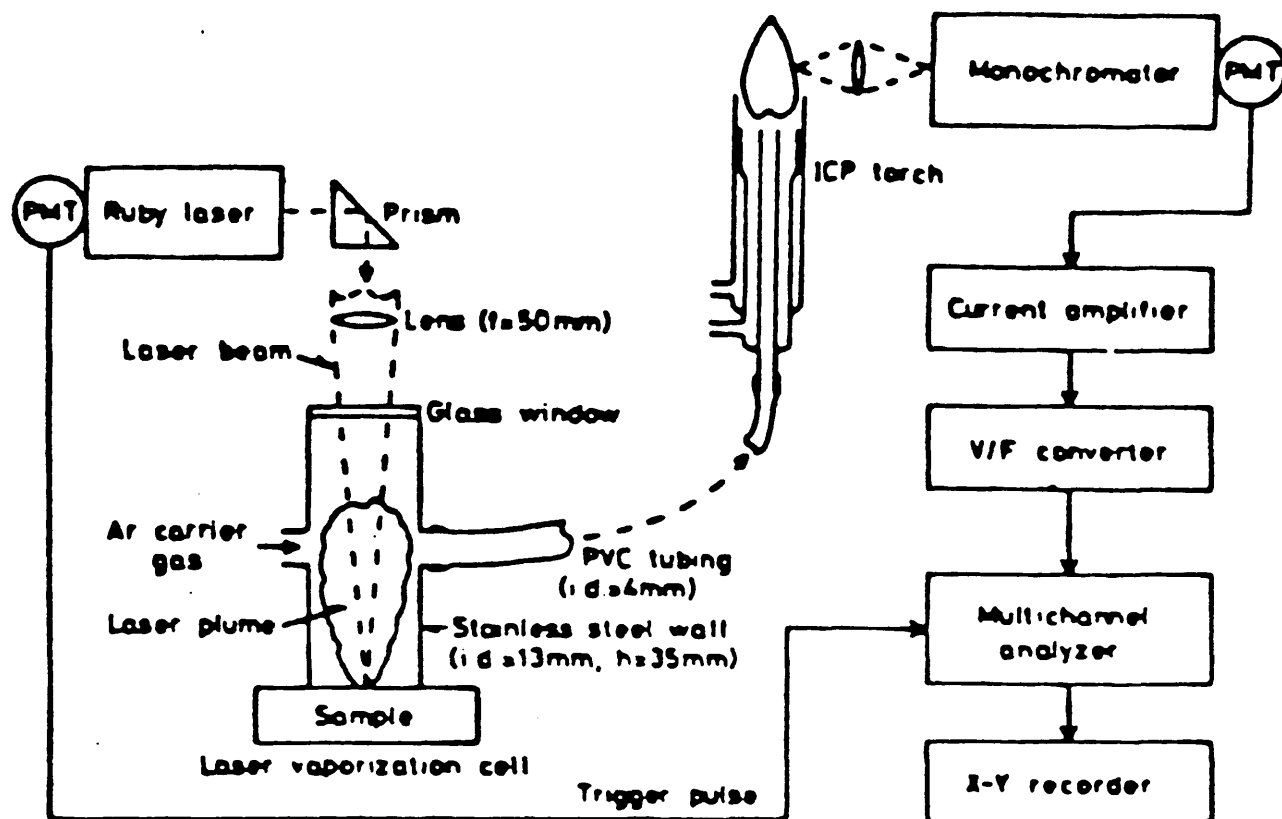 Monochromater
PMT
ICP torch
PMT
Ruby laser
Prism
Lens (f=50mm)
Laser beam
Glass window
Current amplifier
V/F converter
Ar carrier
gas
PVC tubing
(i d.=4mm)
Laser plume
Stainless steel wall
(i d =13mm, h=35mm)
Multichannel
analyzer
Sample
Laser vaporization cell
Trigger pulse
X-Y recorder